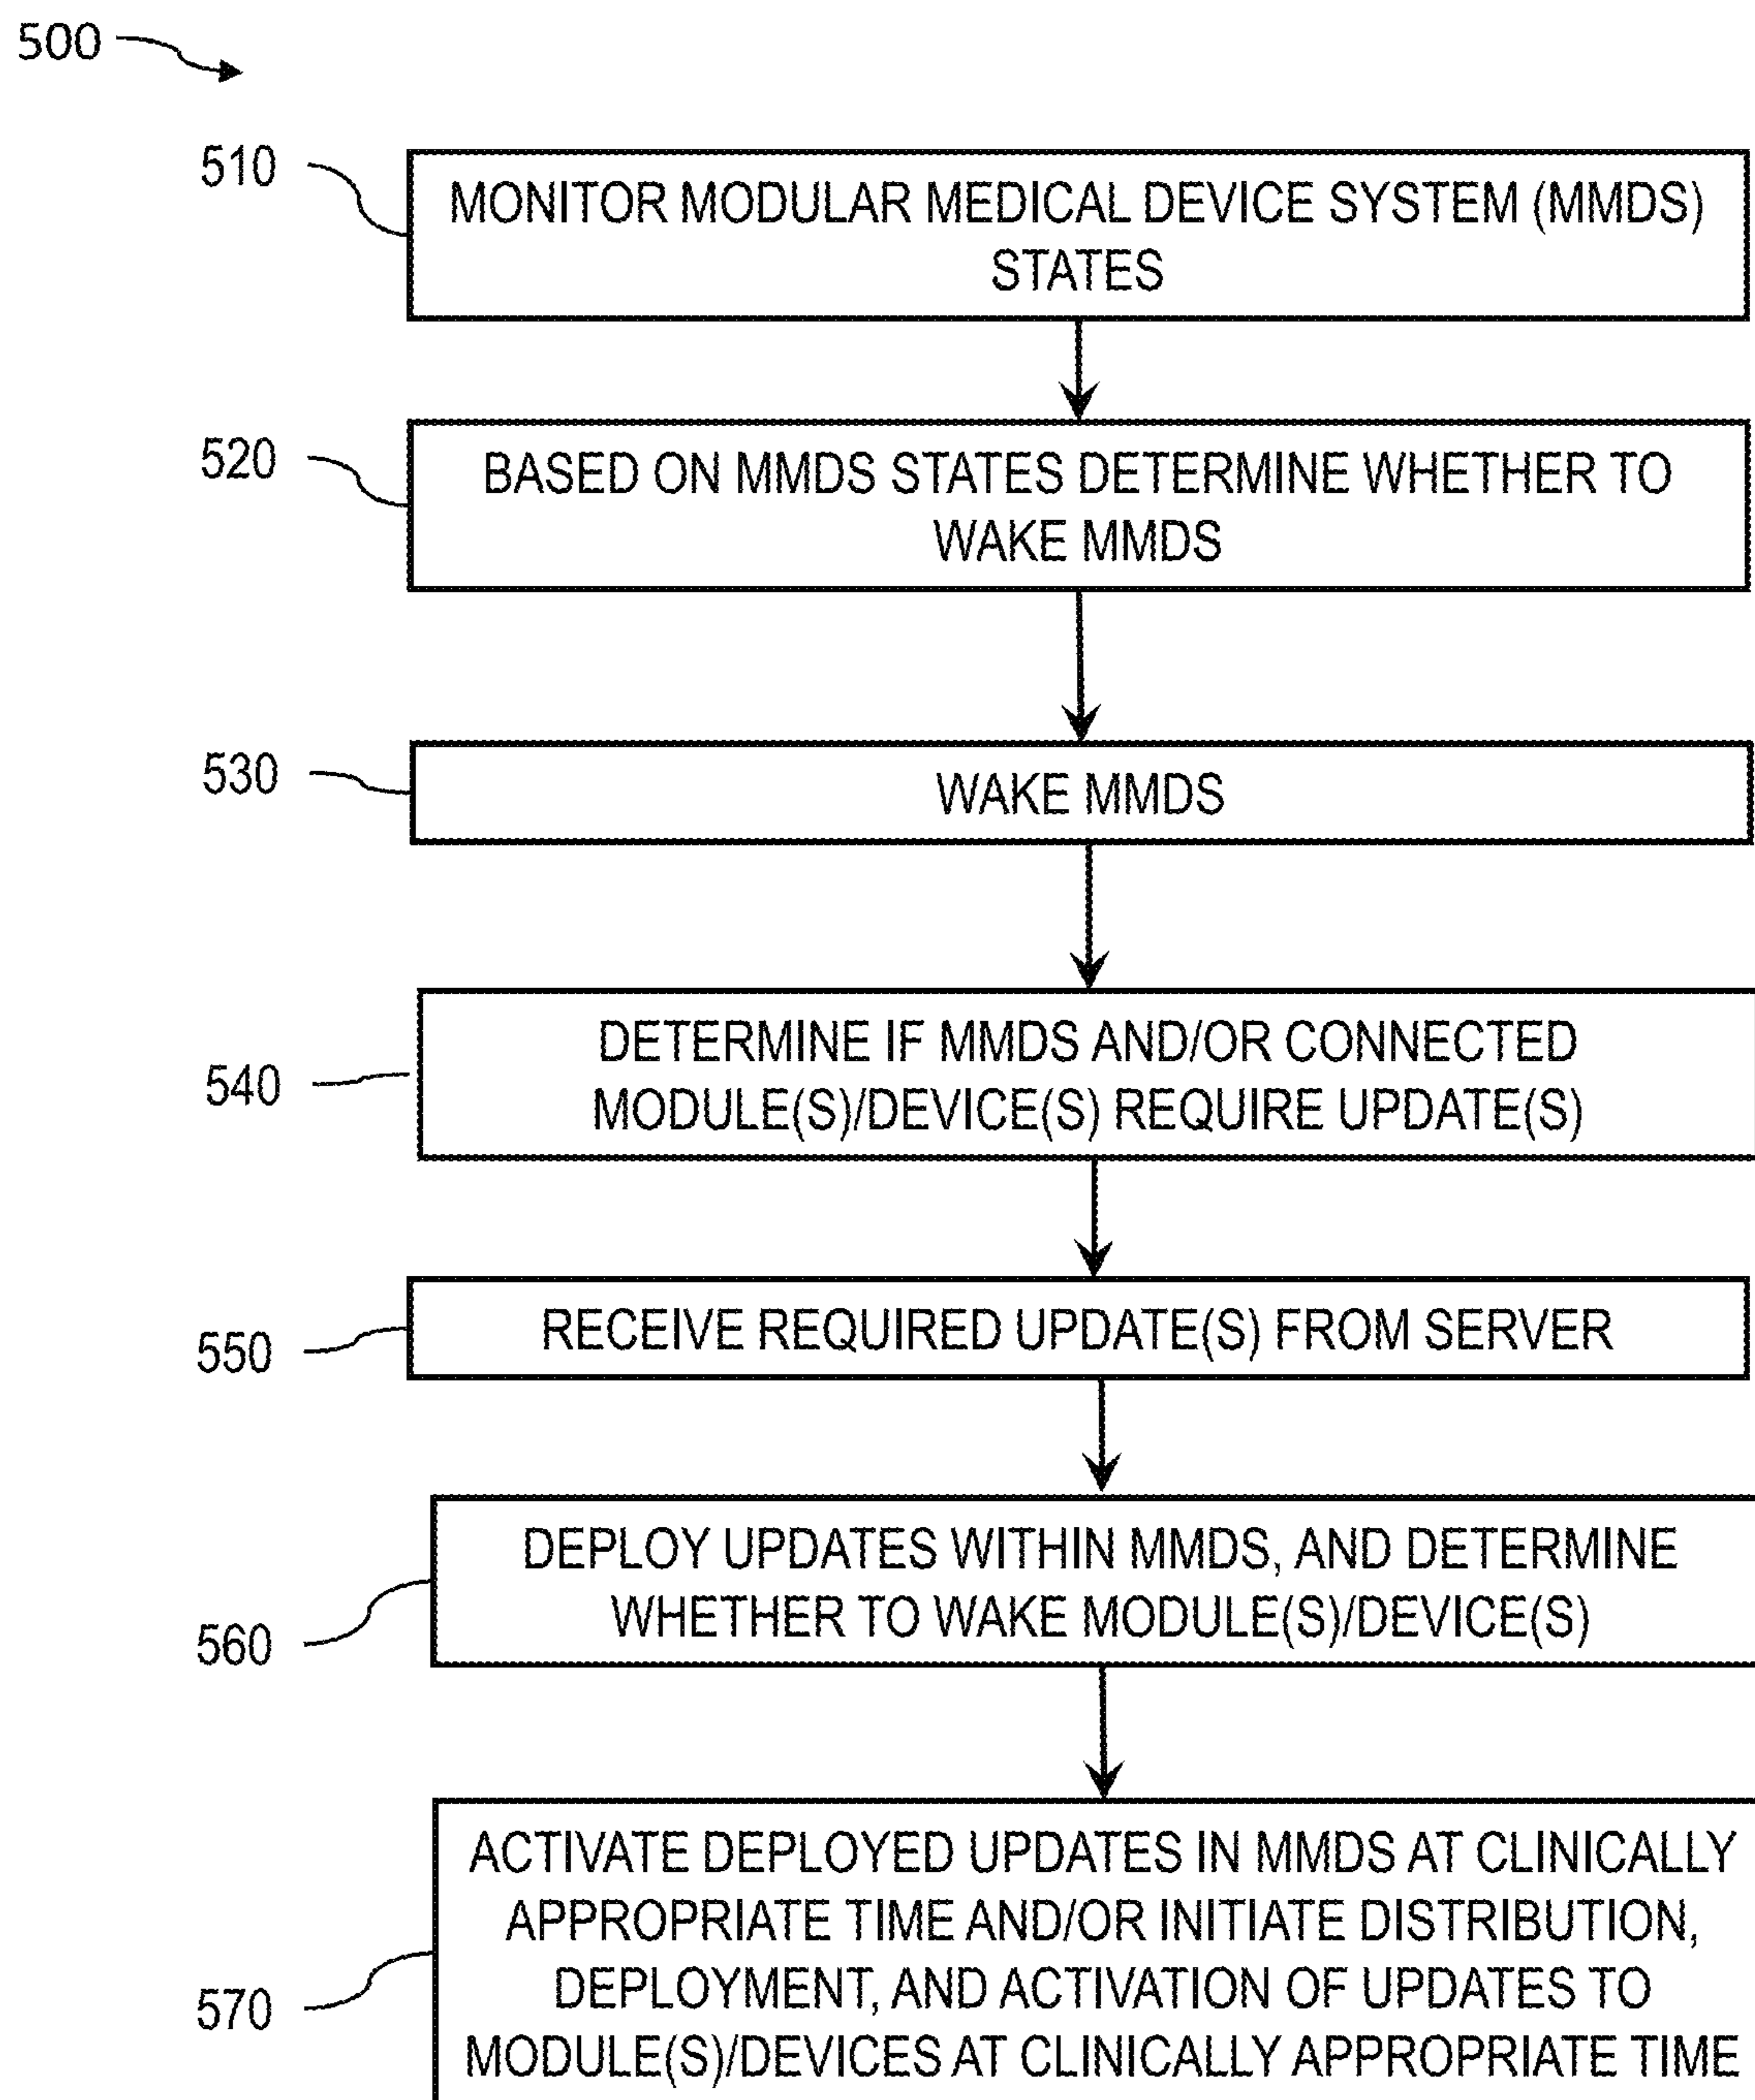 500
510
MONITOR MODULAR MEDICAL DEVICE SYSTEM (MMDS)
STATES
520
BASED ON MMDS STATES DETERMINE WHETHER TO
WAKE MMDS
530
WAKE MMDS
540
DETERMINE IF MMDS AND/OR CONNECTED
MODULE(S)/DEVICE(S) REQUIRE UPDATE(S)
550
RECEIVE REQUIRED UPDATE(S) FROM SERVER
560
DEPLOY UPDATES WITHIN MMDS, AND DETERMINE
WHETHER TO WAKE MODULE(S)/DEVICE(S)
570
ACTIVATE DEPLOYED UPDATES IN MMDS AT CLINICALLY
APPROPRIATE TIME AND/OR INITIATE DISTRIBUTION,
DEPLOYMENT, AND ACTIVATION OF UPDATES TO
MODULE(S)/DEVICES AT CLINICALLY APPROPRIATE TIME